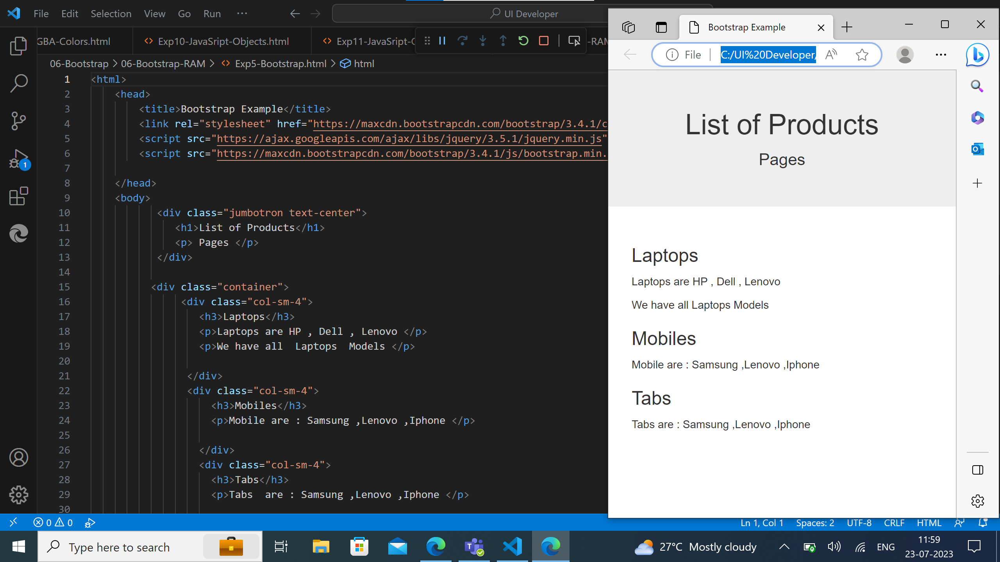 File Edit Selection View Go Run ··· UI Developer
GBA-Colors.html Exp10-JavaSript-Objects.html Exp11-JavaSript- -RAM
06-Bootstrap > 06-Bootstrap-RAM > Exp5-Bootstrap.html > html
1 <html>
2 <head>
3 <title>Bootstrap Example</title>
4 <link rel="stylesheet" href="https://maxcdn.bootstrapcdn.com/bootstrap/3.4.1/c
5 <script src="https://ajax.googleapis.com/ajax/libs/jquery/3.5.1/jquery.min.js"
6 <script src="https://maxcdn.bootstrapcdn.com/bootstrap/3.4.1/js/bootstrap.min.
7
8 </head>
9 <body>
10 <div class="jumbotron text-center">
11 <h1>List of Products</h1>
12 <p> Pages </p>
13 </div>
14
15 <div class="container">
16 <div class="col-sm-4">
17 <h3>Laptops</h3>
18 <p>Laptops are HP , Dell , Lenovo </p>
19 <p>We have all  Laptops  Models </p>
20
21 </div>
22 <div class="col-sm-4">
23 <h3>Mobiles</h3>
24 <p>Mobile are : Samsung ,Lenovo ,Iphone </p>
25
26 </div>
27 <div class="col-sm-4">
28 <h3>Tabs</h3>
29 <p>Tabs  are : Samsung ,Lenovo ,Iphone </p>
30
1
Bootstrap Example
File C:/UI%20Developer/
List of Products
Pages
Laptops
Laptops are HP , Dell , Lenovo
We have all Laptops Models
Mobiles
Mobile are : Samsung ,Lenovo ,Iphone
Tabs
Tabs are : Samsung ,Lenovo ,Iphone
0 0 Ln 1, Col 1 Spaces: 2 UTF-8 CRLF HTML
Type here to search 27°C Mostly cloudy ENG 11:59
23-07-2023